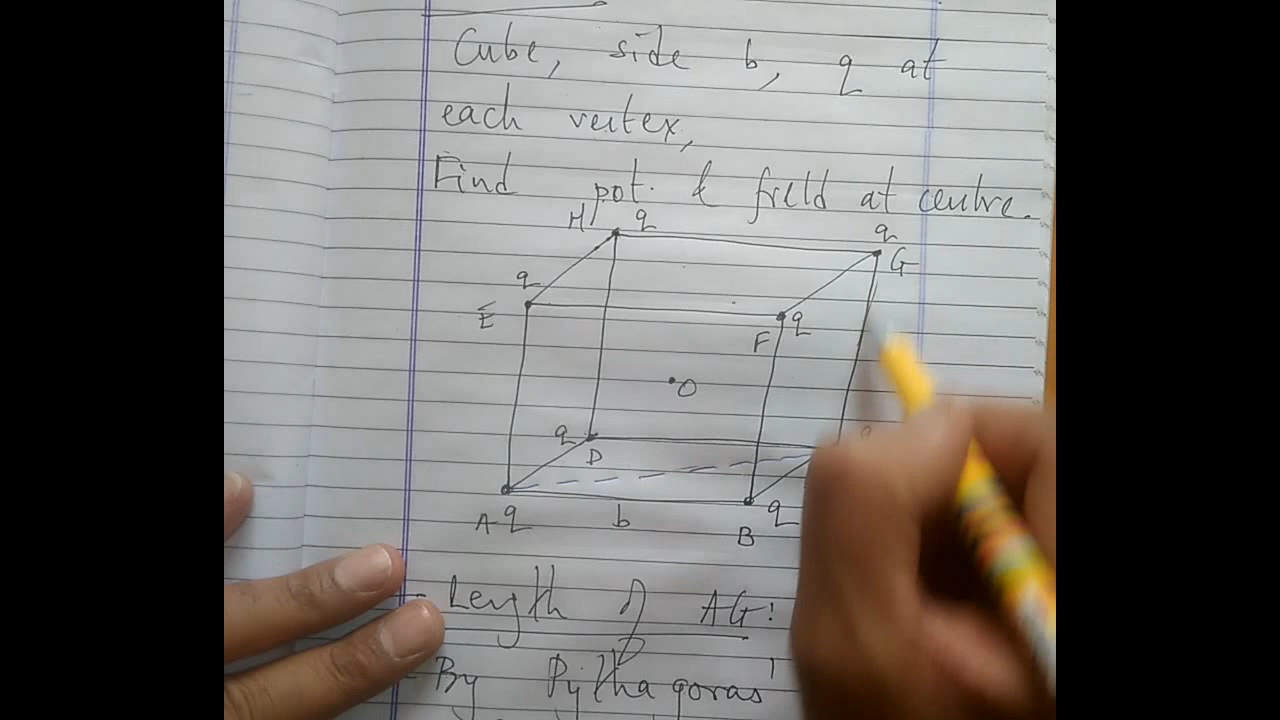 Cube, side b, q at
each vertex,
Find pot. & field at centre.
H q
q
G
q
E
q
F
O
q
D
A q
b
q
B
Length of AG:
By Pythagoras'